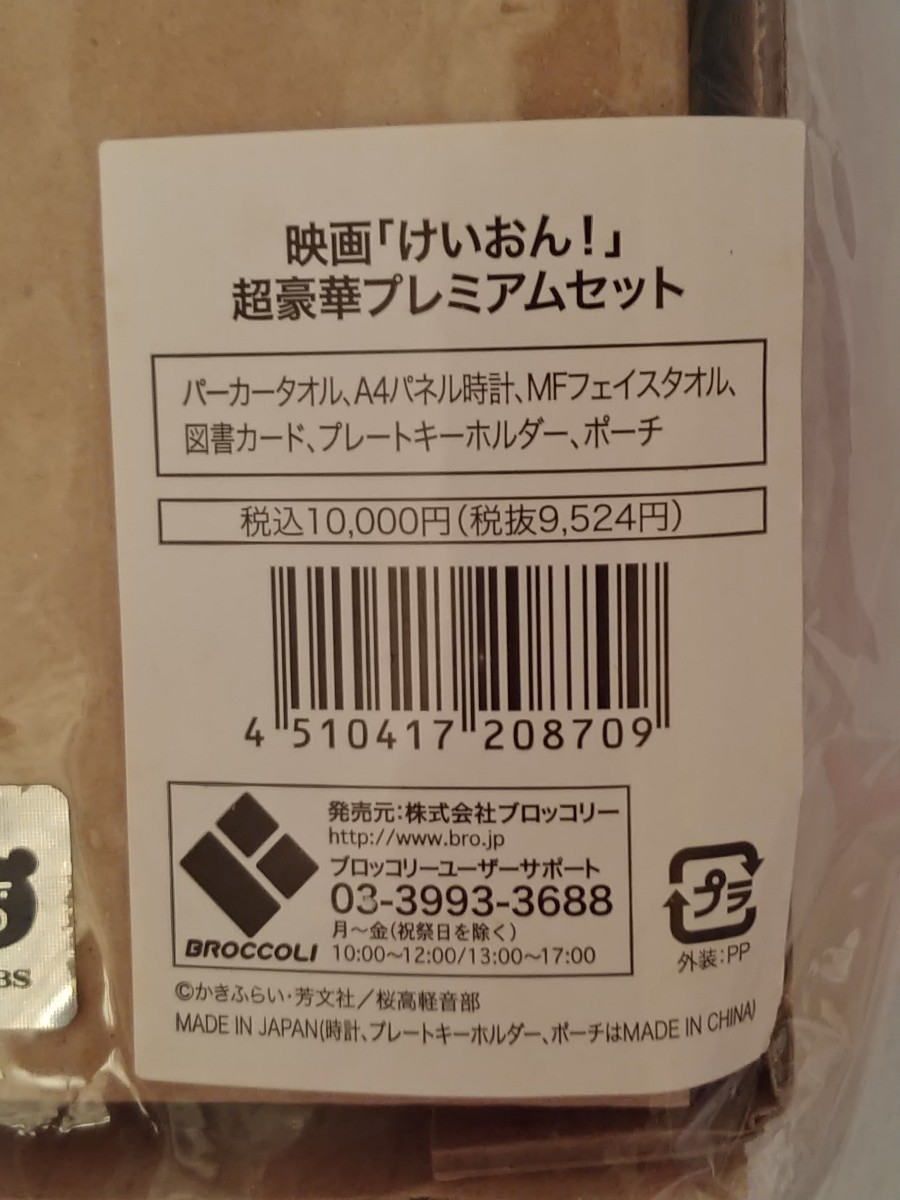 映画「けいおん!」
超豪華プレミアムセット
パーカータオル、A4パネル時計、MFフェイスタオル、
図書カード、プレートキーホルダー、ポーチ
税込10,000円(税抜9,524円)
4 510417 208709
発売元:株式会社ブロッコリー
http://www.bro.jp
ブロッコリーユーザーサポート
03-3993-3688
月~金(祝祭日を除く)
10:00~12:00/13:00~17:00
BROCCOLI
プラ
外装:PP
©かきふらい・芳文社/桜高軽音部
MADE IN JAPAN(時計、プレートキーホルダー、ポーチはMADE IN CHINA)